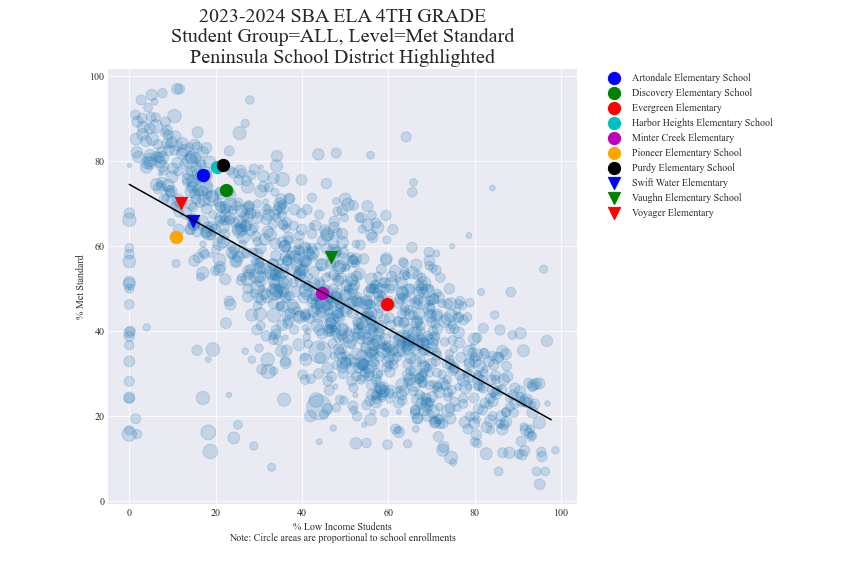 2023-2024 SBA ELA 4TH GRADE
Student Group=ALL, Level=Met Standard
Peninsula School District Highlighted
100
80
60
40
20
0
% Met Standard
0 20 40 60 80 100
% Low Income Students
Note: Circle areas are proportional to school enrollments
Artondale Elementary School
Discovery Elementary School
Evergreen Elementary
Harbor Heights Elementary School
Minter Creek Elementary
Pioneer Elementary School
Purdy Elementary School
Swift Water Elementary
Vaughn Elementary School
Voyager Elementary